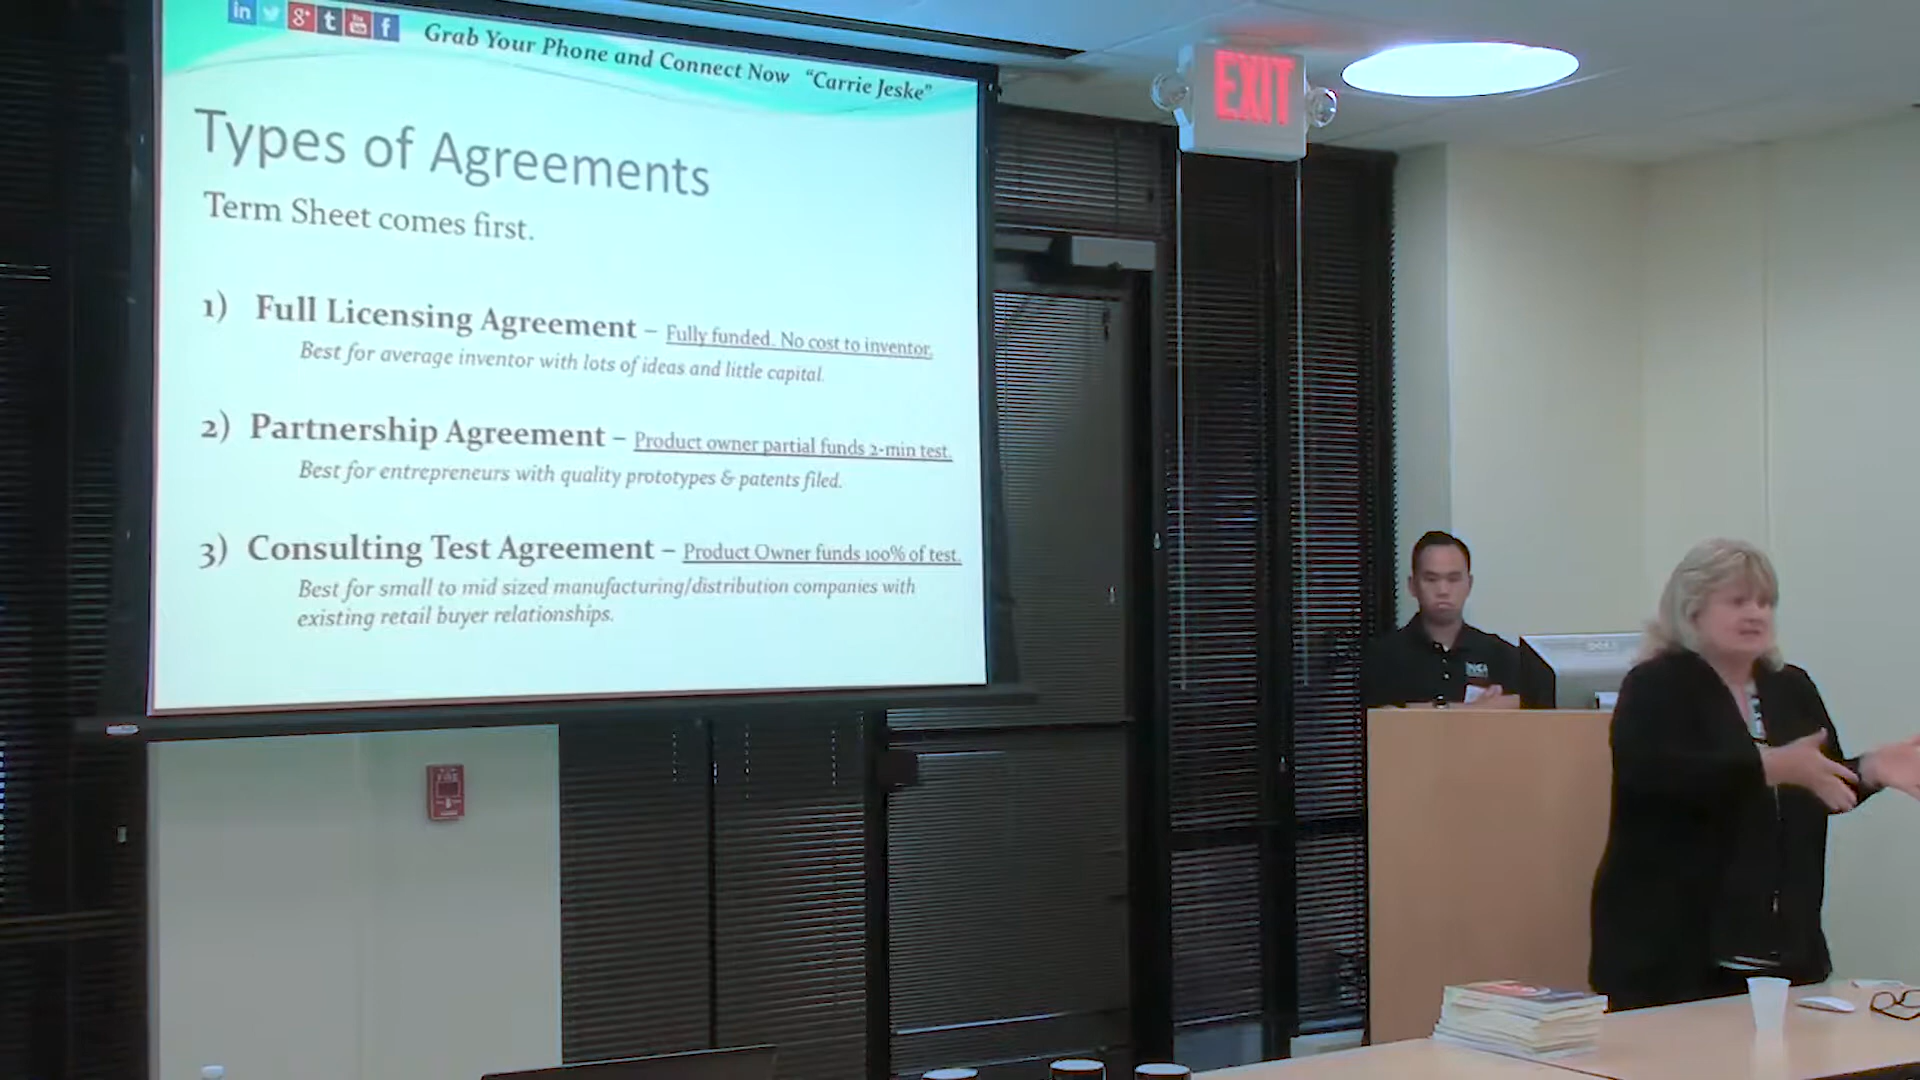 in g+ t You f Grab Your Phone and Connect Now "Carrie Jeske"
Types of Agreements
Term Sheet comes first.
1) Full Licensing Agreement – Fully funded. No cost to inventor.
Best for average inventor with lots of ideas and little capital.
2) Partnership Agreement – Product owner partial funds 2-min test.
Best for entrepreneurs with quality prototypes & patents filed.
3) Consulting Test Agreement – Product Owner funds 100% of test.
Best for small to mid sized manufacturing/distribution companies with
existing retail buyer relationships.
EXIT
FIRE
DELL